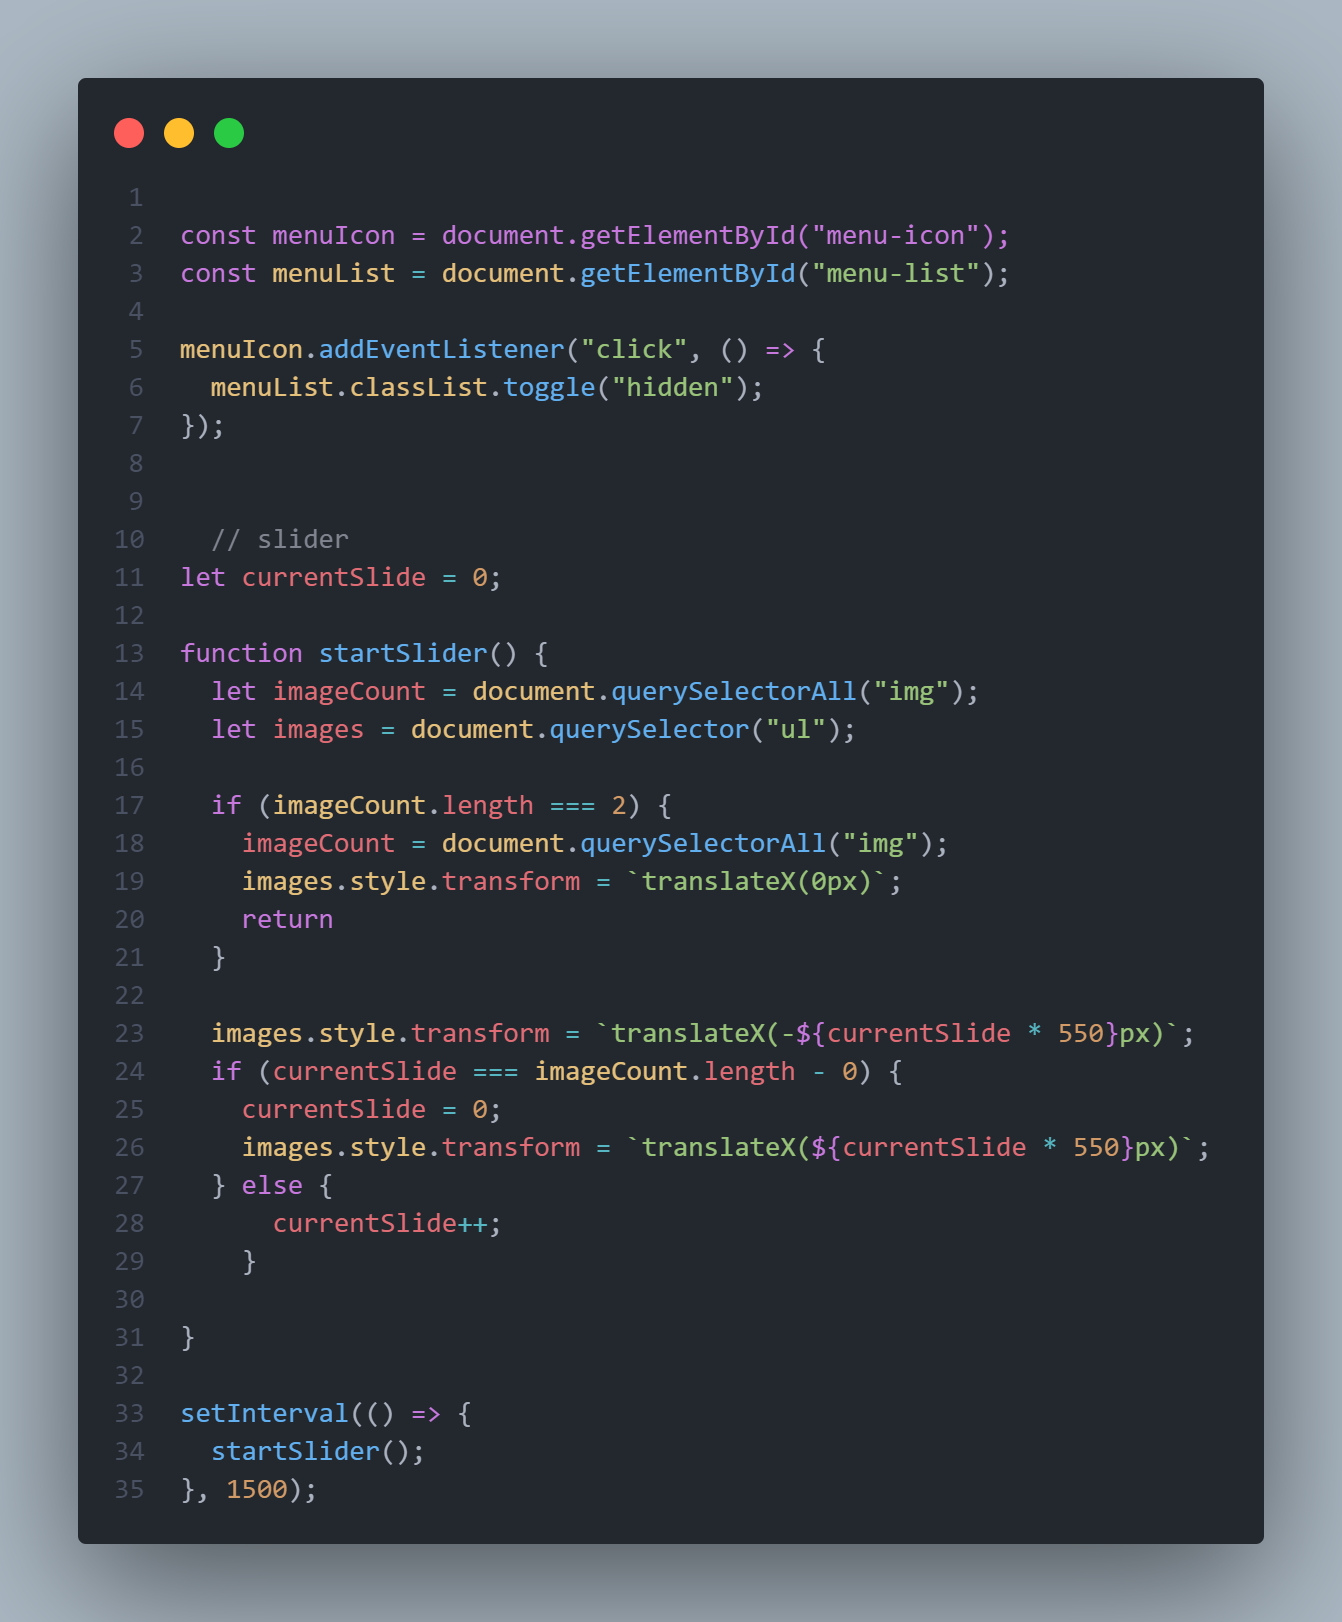 1
2 const menuIcon = document.getElementById("menu-icon");
3 const menuList = document.getElementById("menu-list");
4
5 menuIcon.addEventListener("click", () => {
6   menuList.classList.toggle("hidden");
7 });
8
9
10   // slider
11 let currentSlide = 0;
12
13 function startSlider() {
14   let imageCount = document.querySelectorAll("img");
15   let images = document.querySelector("ul");
16
17   if (imageCount.length === 2) {
18     imageCount = document.querySelectorAll("img");
19     images.style.transform = `translateX(0px)`;
20     return
21   }
22
23   images.style.transform = `translateX(-${currentSlide * 550}px)`;
24   if (currentSlide === imageCount.length - 0) {
25     currentSlide = 0;
26     images.style.transform = `translateX(${currentSlide * 550}px)`;
27   } else {
28       currentSlide++;
29     }
30
31 }
32
33 setInterval(() => {
34   startSlider();
35 }, 1500);